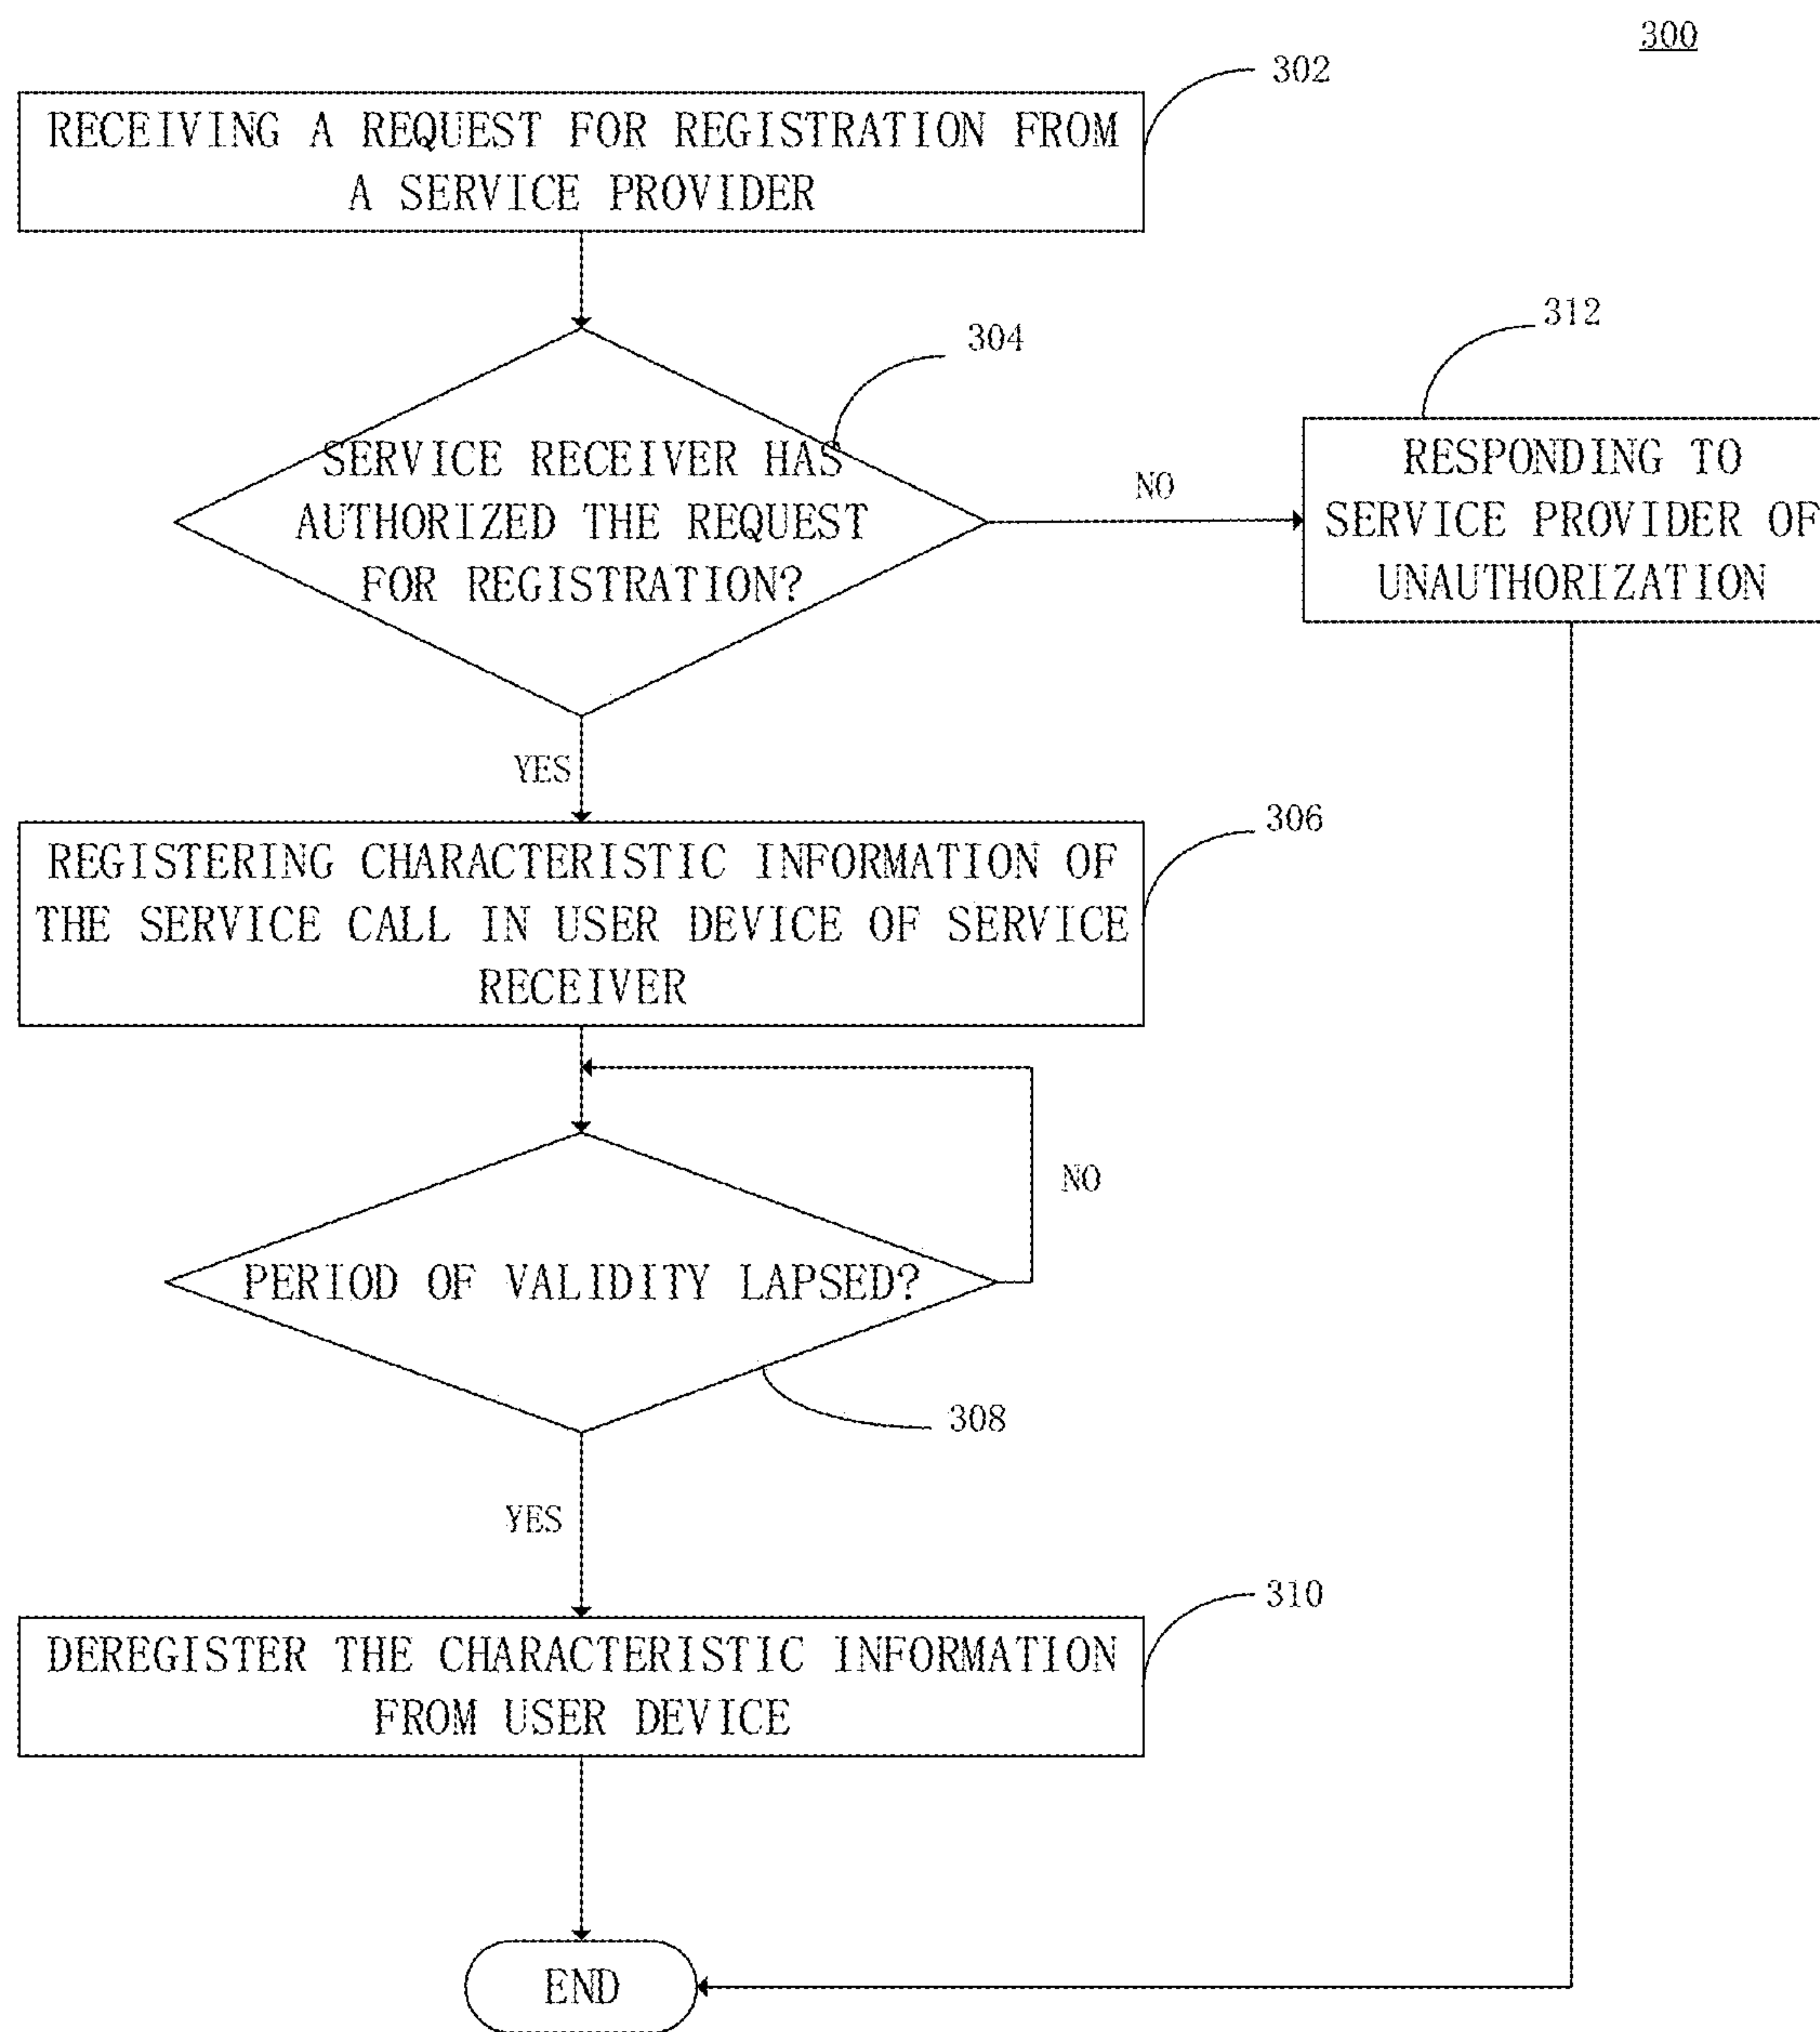 300
302
RECEIVING A REQUEST FOR REGISTRATION FROM
A SERVICE PROVIDER
304
312
SERVICE RECEIVER HAS
AUTHORIZED THE REQUEST
FOR REGISTRATION?
NO
RESPONDING TO
SERVICE PROVIDER OF
UNAUTHORIZATION
YES
306
REGISTERING CHARACTERISTIC INFORMATION OF
THE SERVICE CALL IN USER DEVICE OF SERVICE
RECEIVER
NO
PERIOD OF VALIDITY LAPSED?
308
YES
310
DEREGISTER THE CHARACTERISTIC INFORMATION
FROM USER DEVICE
END